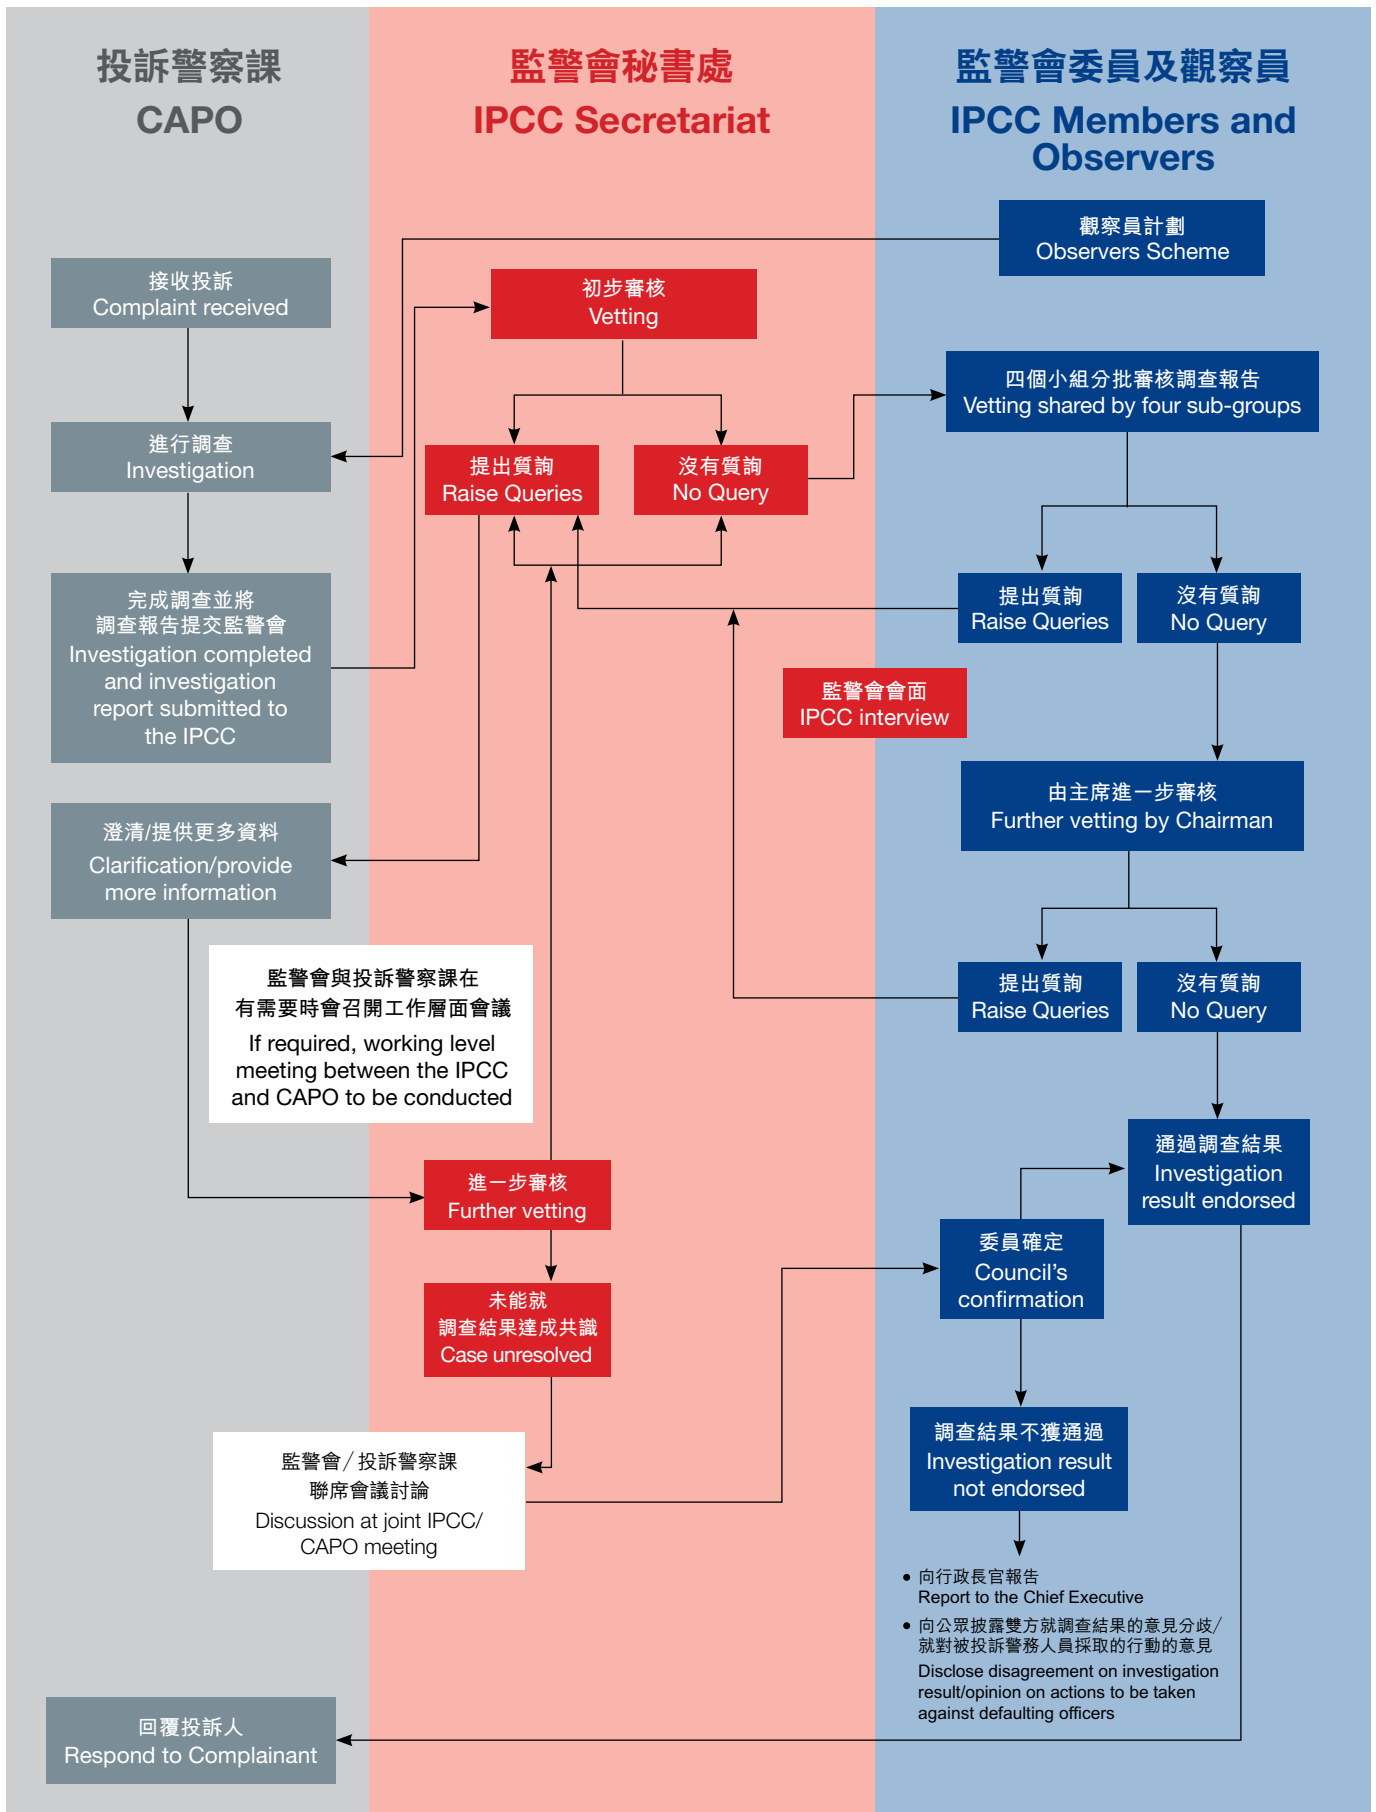 投訴警察課
CAPO
監警會秘書處
IPCC Secretariat
監警會委員及觀察員
IPCC Members and
Observers
觀察員計劃
Observers Scheme
接收投訴
Complaint received
初步審核
Vetting
四個小組分批審核調查報告
Vetting shared by four sub-groups
進行調查
Investigation
提出質詢
Raise Queries
沒有質詢
No Query
完成調查並將
調查報告提交監警會
Investigation completed
and investigation
report submitted to
the IPCC
提出質詢
Raise Queries
沒有質詢
No Query
監警會會面
IPCC interview
由主席進一步審核
Further vetting by Chairman
澄清/提供更多資料
Clarification/provide
more information
提出質詢
Raise Queries
沒有質詢
No Query
監警會與投訴警察課在
有需要時會召開工作層面會議
If required, working level
meeting between the IPCC
and CAPO to be conducted
進一步審核
Further vetting
通過調查結果
Investigation
result endorsed
委員確定
Council's
confirmation
未能就
調查結果達成共識
Case unresolved
調查結果不獲通過
Investigation result
not endorsed
監警會/投訴警察課
聯席會議討論
Discussion at joint IPCC/
CAPO meeting
● 向行政長官報告
Report to the Chief Executive
● 向公眾披露雙方就調查結果的意見分歧/
就對被投訴警務人員採取的行動的意見
Disclose disagreement on investigation
result/opinion on actions to be taken
against defaulting officers
回覆投訴人
Respond to Complainant